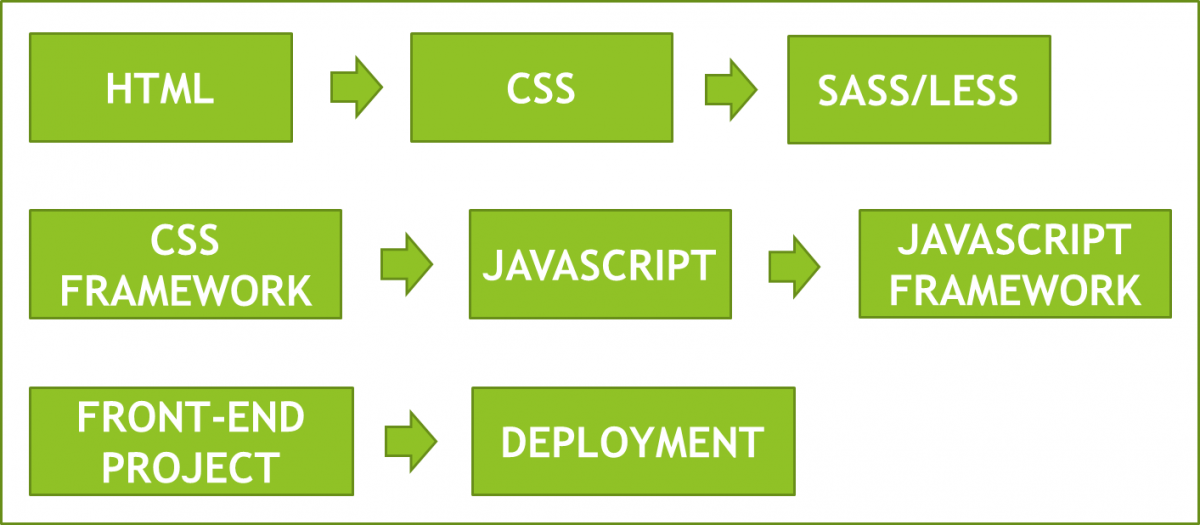 HTML
CSS
SASS/LESS
CSS
FRAMEWORK
JAVASCRIPT
JAVASCRIPT
FRAMEWORK
FRONT-END
PROJECT
DEPLOYMENT